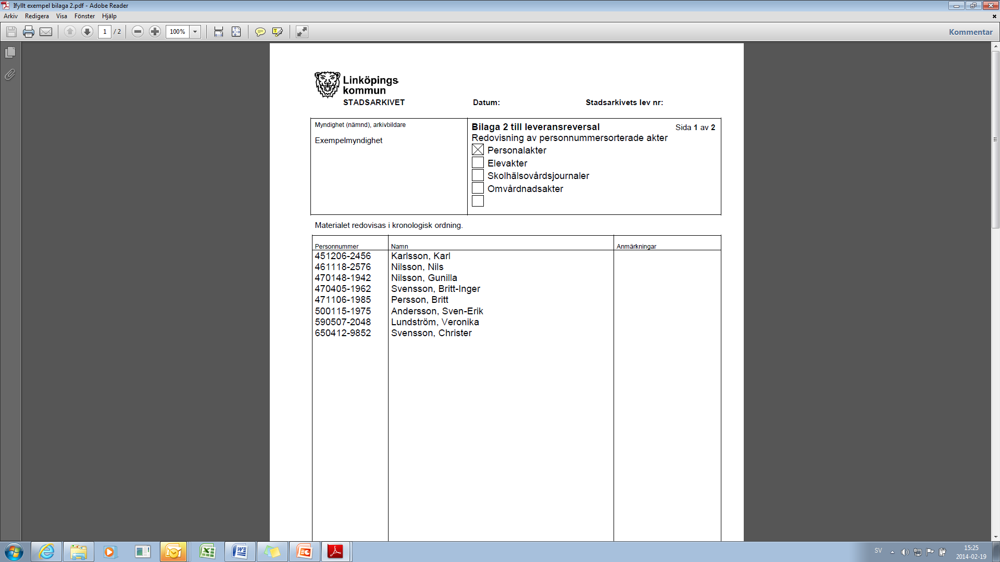 Ifyllt exempel bilaga 2.pdf - Adobe Reader
Arkiv Redigera Visa Fönster Hjälp
1 / 2 100% Kommentar
Linköpings
kommun
STADSARKIVET Datum: Stadsarkivets lev nr:
Myndighet (nämnd), arkivbildare
Exempelmyndighet
Bilaga 2 till leveransreversal Sida 1 av 2
Redovisning av personnummersorterade akter
Personalakter
Elevakter
Skolhälsovårdsjournaler
Omvårdnadsakter
Materialet redovisas i kronologisk ordning.
Personnummer Namn Anmärkningar
451206-2456 Karlsson, Karl
461118-2576 Nilsson, Nils
470148-1942 Nilsson, Gunilla
470405-1962 Svensson, Britt-Inger
471106-1985 Persson, Britt
500115-1975 Andersson, Sven-Erik
590507-2048 Lundström, Veronika
650412-9852 Svensson, Christer
SV 15:25
2014-02-19